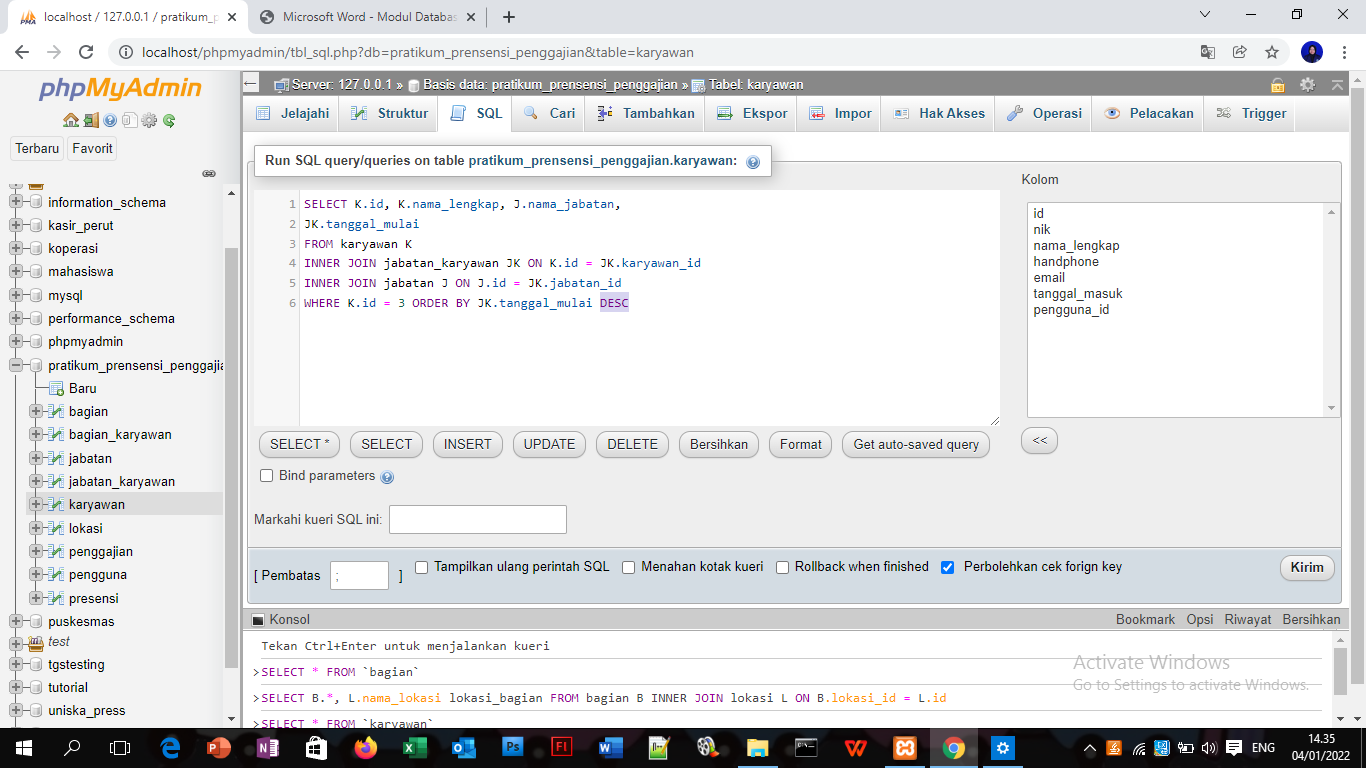 localhost / 127.0.0.1 / pratikum_p
Microsoft Word - Modul Databas
localhost/phpmyadmin/tbl_sql.php?db=pratikum_prensensi_penggajian&table=karyawan
phpMyAdmin
Terbaru
Favorit
information_schema
kasir_perut
koperasi
mahasiswa
mysql
performance_schema
phpmyadmin
pratikum_prensensi_penggajia
Baru
bagian
bagian_karyawan
jabatan
jabatan_karyawan
karyawan
lokasi
penggajian
pengguna
presensi
puskesmas
test
tgstesting
tutorial
uniska_press
Server: 127.0.0.1 » Basis data: pratikum_prensensi_penggajian » Tabel: karyawan
Jelajahi
Struktur
SQL
Cari
Tambahkan
Ekspor
Impor
Hak Akses
Operasi
Pelacakan
Trigger
Run SQL query/queries on table pratikum_prensensi_penggajian.karyawan:
1 SELECT K.id, K.nama_lengkap, J.nama_jabatan,
2 JK.tanggal_mulai
3 FROM karyawan K
4 INNER JOIN jabatan_karyawan JK ON K.id = JK.karyawan_id
5 INNER JOIN jabatan J ON J.id = JK.jabatan_id
6 WHERE K.id = 3 ORDER BY JK.tanggal_mulai DESC
Kolom
id
nik
nama_lengkap
handphone
email
tanggal_masuk
pengguna_id
<<
SELECT *
SELECT
INSERT
UPDATE
DELETE
Bersihkan
Format
Get auto-saved query
Bind parameters
Markahi kueri SQL ini:
[ Pembatas ; ]
Tampilkan ulang perintah SQL
Menahan kotak kueri
Rollback when finished
Perbolehkan cek forign key
Kirim
Konsol
Bookmark
Opsi
Riwayat
Bersihkan
Tekan Ctrl+Enter untuk menjalankan kueri
>SELECT * FROM `bagian`
>SELECT B.*, L.nama_lokasi lokasi_bagian FROM bagian B INNER JOIN lokasi L ON B.lokasi_id = L.id
>SELECT * FROM `karyawan`
Activate Windows
Go to Settings to activate Windows.
ENG
14.35
04/01/2022